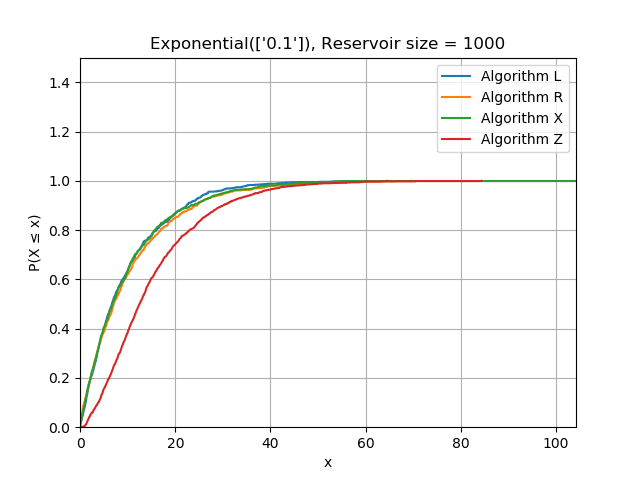 Exponential(['0.1']), Reservoir size = 1000
P(X ≤ x)
1.4
1.2
1.0
0.8
0.6
0.4
0.2
0.0
Algorithm L
Algorithm R
Algorithm X
Algorithm Z
0 20 40 60 80 100
x